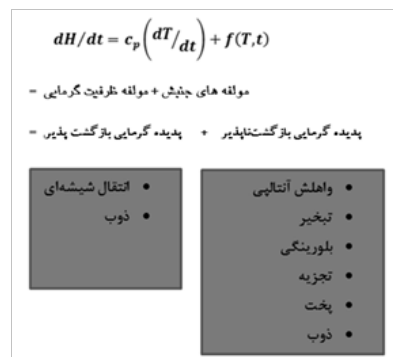 dH/dt = c_p (dT/dt) + f(T,t)
مولفه های جنبش + مولفه ظرفیت گرمایی =
پدیده گرمایی بازگشت‌ناپذیر + پدیده گرمایی بازگشت پذیر =
• واهلش آنتالپی
• تبخیر
• بلورینگی
• تجزیه
• پخت
• ذوب
• انتقال شیشه‌ای
• ذوب